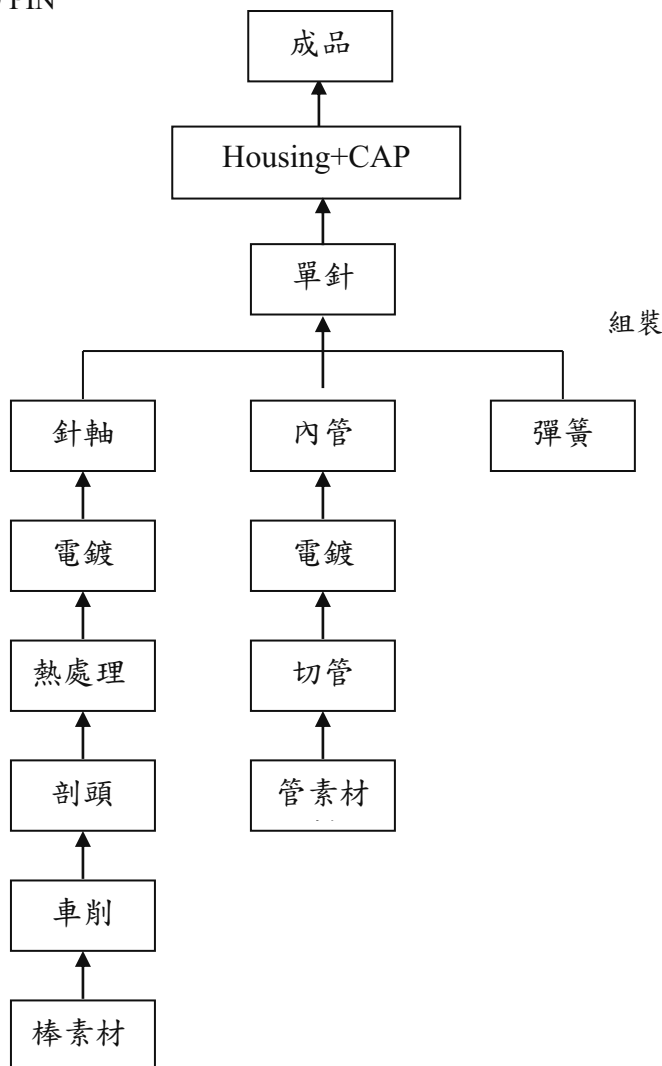 PIN
成品
Housing+CAP
單針
組裝
針軸
內管
彈簧
電鍍
電鍍
熱處理
切管
剖頭
管素材
車削
棒素材